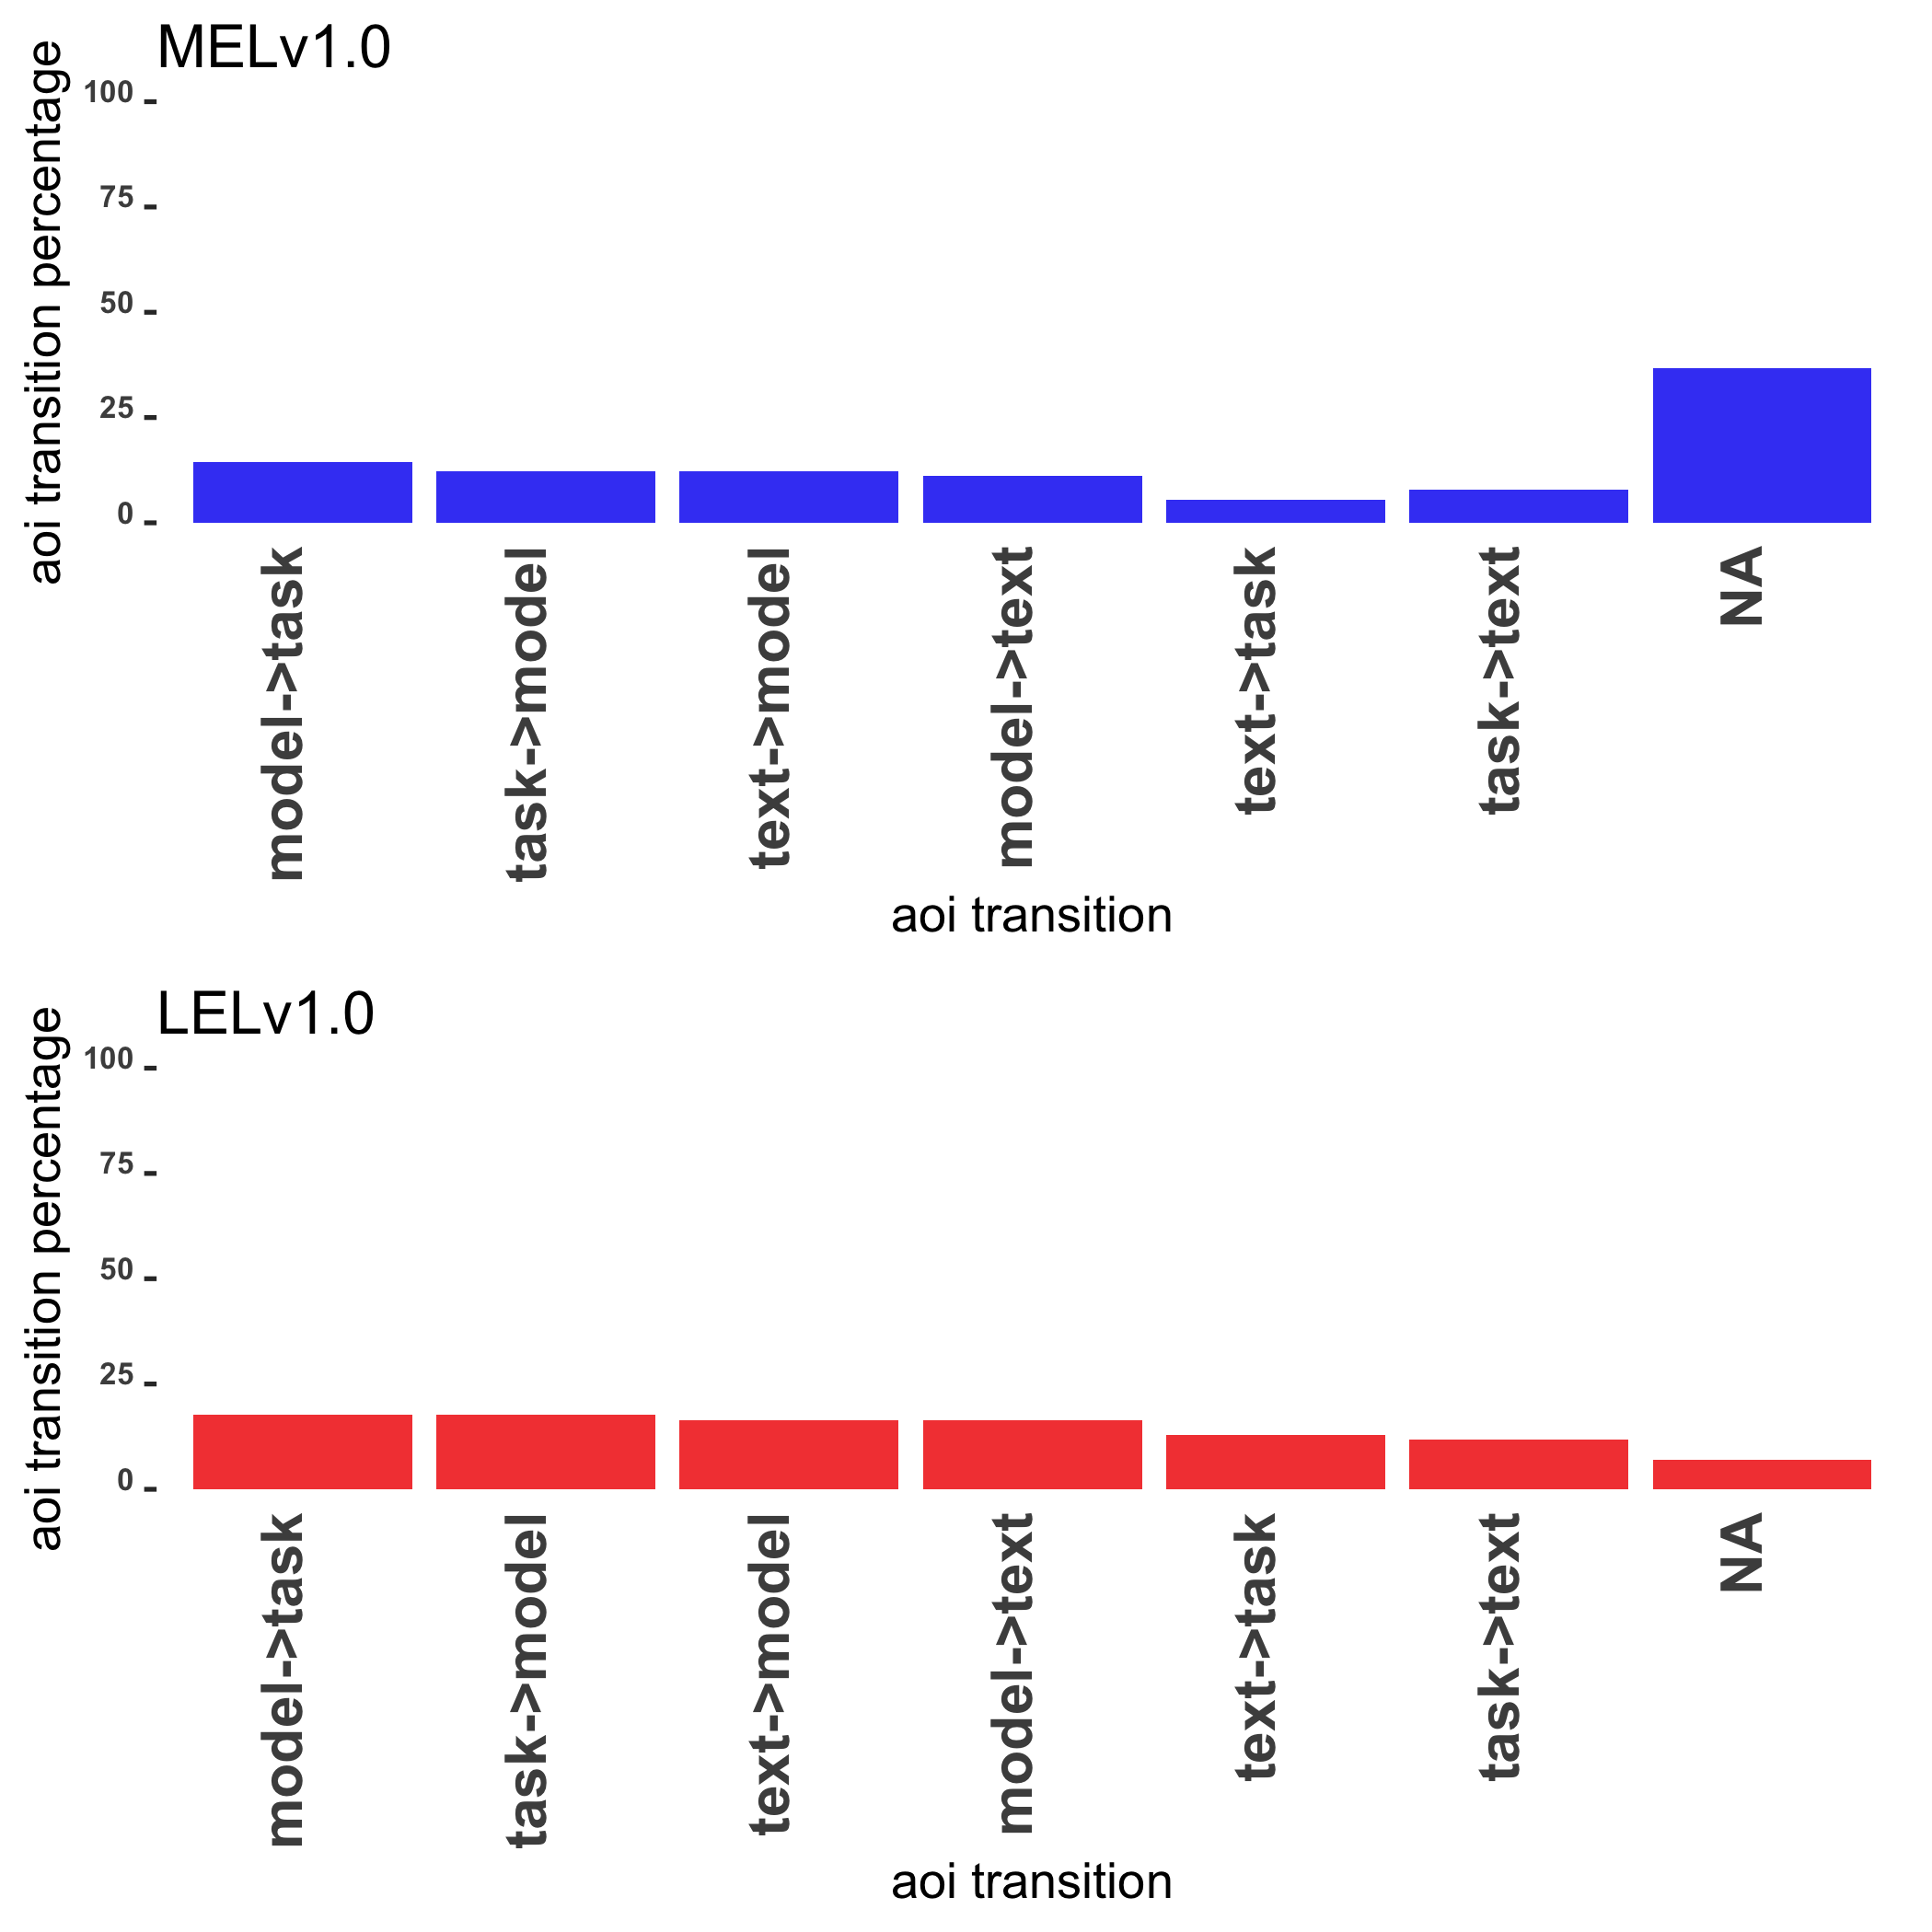 MELv1.0
aoi transition percentage
100
75
50
25
0
model->task
task->model
text->model
model->text
text->task
task->text
NA
aoi transition
LELv1.0
aoi transition percentage
100
75
50
25
0
model->task
task->model
text->model
model->text
text->task
task->text
NA
aoi transition